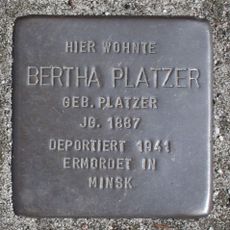 HIER WOHNTE
BERTHA PLATZER
GEB. PLATZER
JG. 1887
DEPORTIERT 1941
ERMORDET IN
MINSK